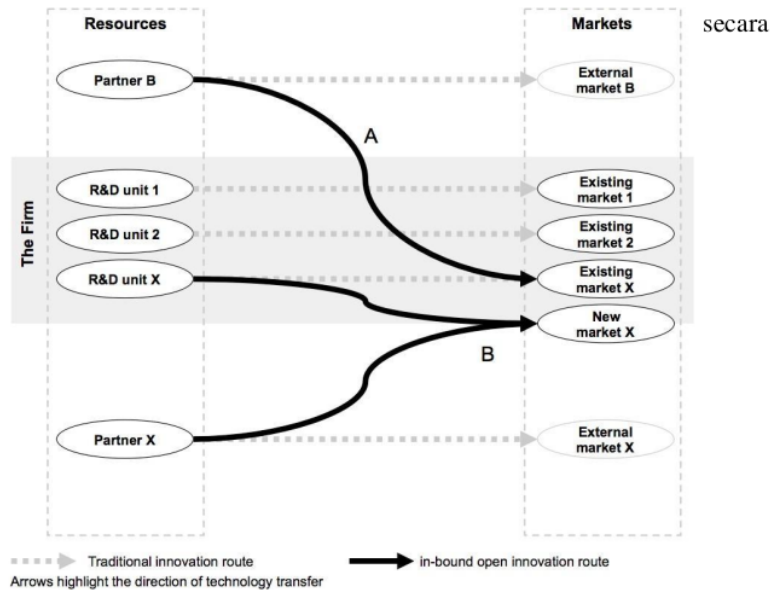 Resources
Markets
secara
Partner B
External
market B
A
The Firm
R&D unit 1
Existing
market 1
R&D unit 2
Existing
market 2
R&D unit X
Existing
market X
New
market X
B
Partner X
External
market X
Traditional innovation route
in-bound open innovation route
Arrows highlight the direction of technology transfer